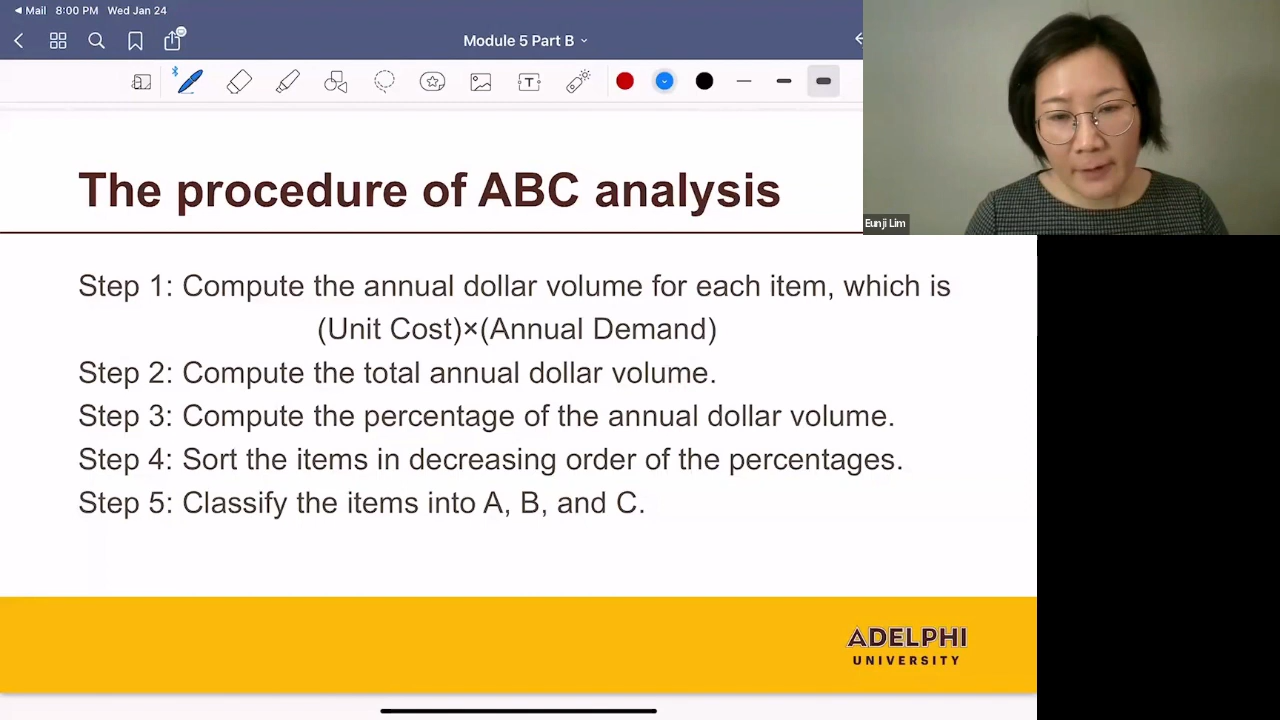 Mail 8:00 PM Wed Jan 24
Module 5 Part B
T
Eunji Lim
The procedure of ABC analysis
Step 1: Compute the annual dollar volume for each item, which is
(Unit Cost)×(Annual Demand)
Step 2: Compute the total annual dollar volume.
Step 3: Compute the percentage of the annual dollar volume.
Step 4: Sort the items in decreasing order of the percentages.
Step 5: Classify the items into A, B, and C.
ADELPHI
UNIVERSITY